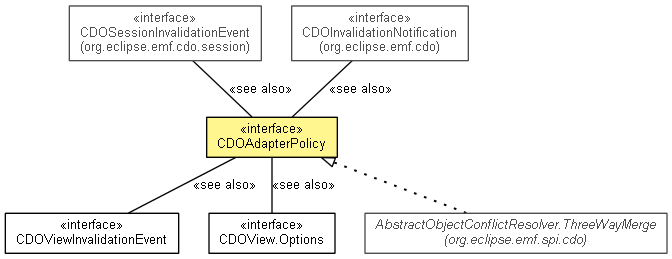 «interface»
CDOSessionInvalidationEvent
(org.eclipse.emf.cdo.session)
«interface»
CDOInvalidationNotification
(org.eclipse.emf.cdo)
«see also»
«see also»
«interface»
CDOAdapterPolicy
«see also»
«see also»
«interface»
CDOViewInvalidationEvent
«interface»
CDOView.Options
AbstractObjectConflictResolver.ThreeWayMerge
(org.eclipse.emf.spi.cdo)